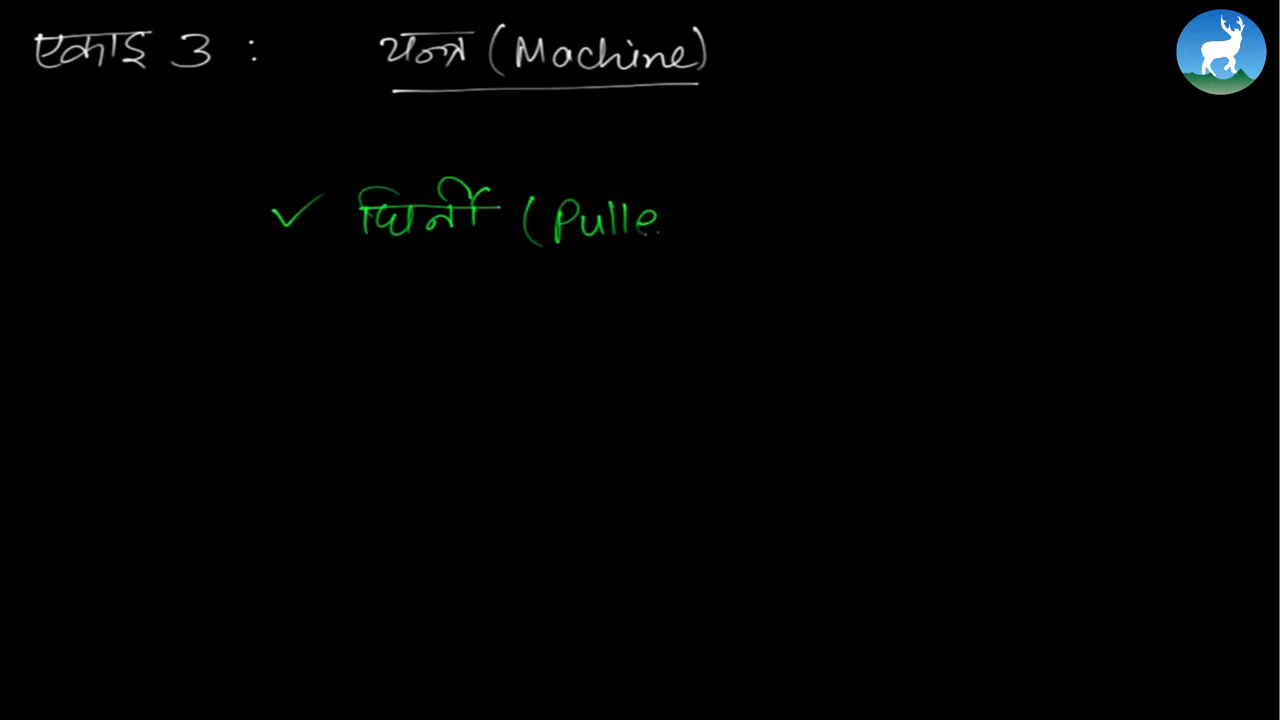 एकाइ 3 : यन्त्र (Machine)
✓ घिर्नी (Pulle